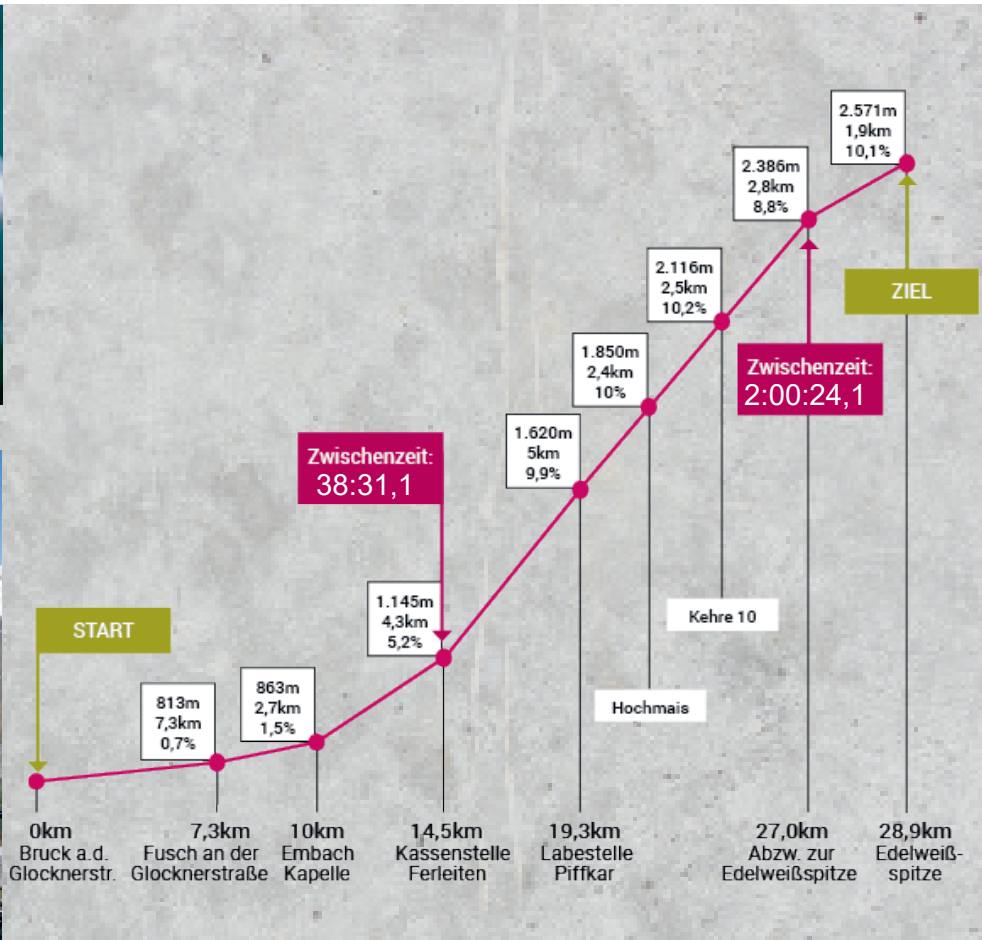 2.571m
1,9km
10,1%
2.386m
2,8km
8,8%
2.116m
2,5km
10,2%
ZIEL
1.850m
2,4km
10%
Zwischenzeit:
2:00:24,1
1.620m
5km
9,9%
Zwischenzeit:
38:31,1
1.145m
4,3km
5,2%
START
Kehre 10
813m
7,3km
0,7%
863m
2,7km
1,5%
Hochmais
0km
Bruck a.d.
Glocknerstr.
7,3km
Fusch an der
Glocknerstraße
10km
Embach
Kapelle
14,5km
Kassenstelle
Ferleiten
19,3km
Labestelle
Piffkar
27,0km
Abzw. zur
Edelweißspitze
28,9km
Edelweiß-
spitze